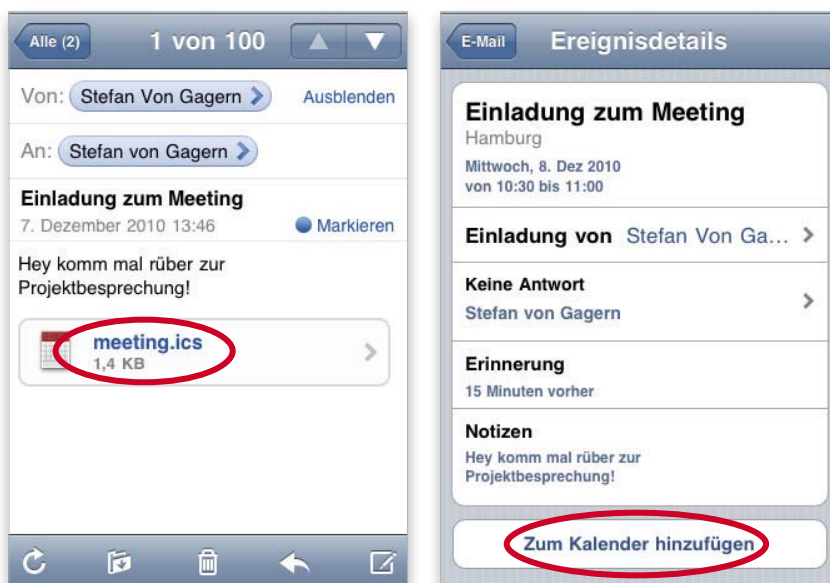 Alle (2)
1 von 100
Von: Stefan Von Gagern
Ausblenden
An: Stefan von Gagern
Einladung zum Meeting
7. Dezember 2010 13:46
Markieren
Hey komm mal rüber zur
Projektbesprechung!
meeting.ics
1,4 KB
E-Mail
Ereignisdetails
Einladung zum Meeting
Hamburg
Mittwoch, 8. Dez 2010
von 10:30 bis 11:00
Einladung von Stefan Von Ga...
Keine Antwort
Stefan von Gagern
Erinnerung
15 Minuten vorher
Notizen
Hey komm mal rüber zur
Projektbesprechung!
Zum Kalender hinzufügen